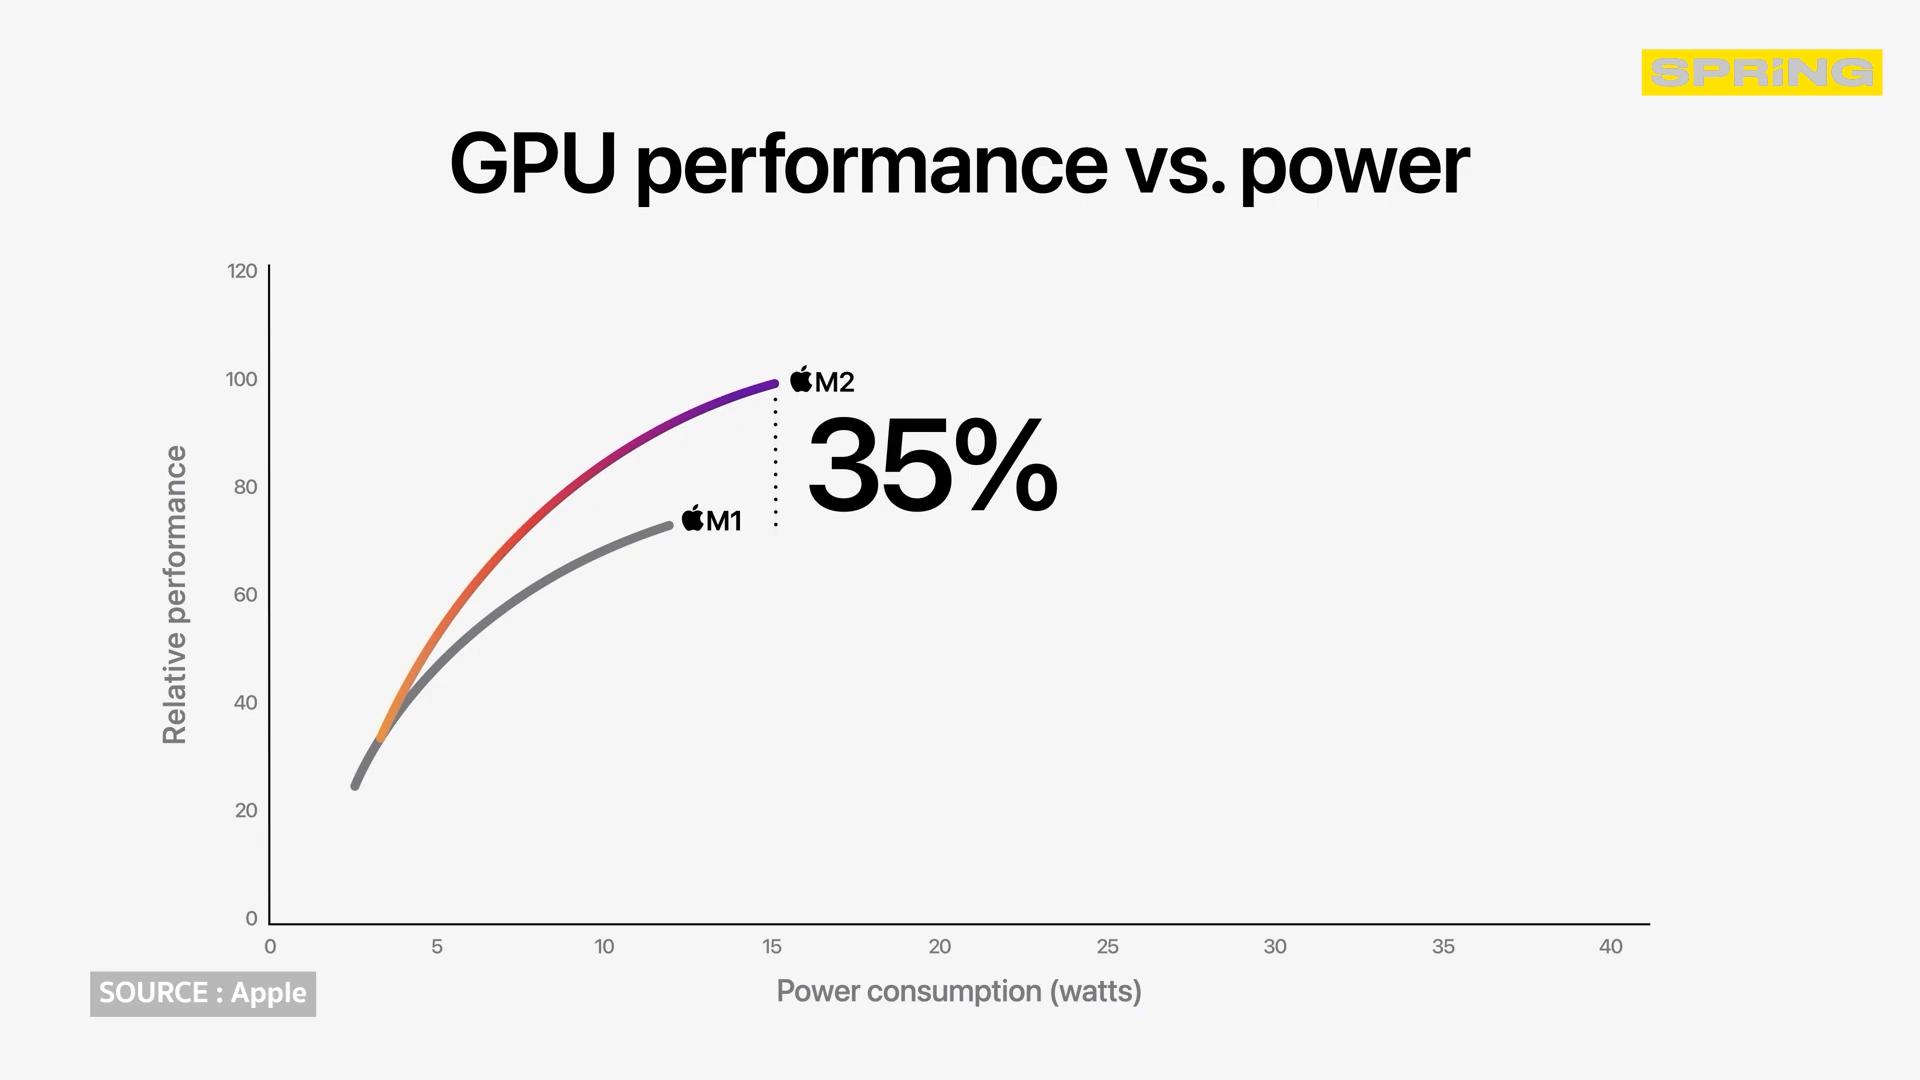 SPRiNG
GPU performance vs. power
120
100
80
60
40
20
0
Relative performance
M2
35%
M1
0 5 10 15 20 25 30 35 40
Power consumption (watts)
SOURCE : Apple